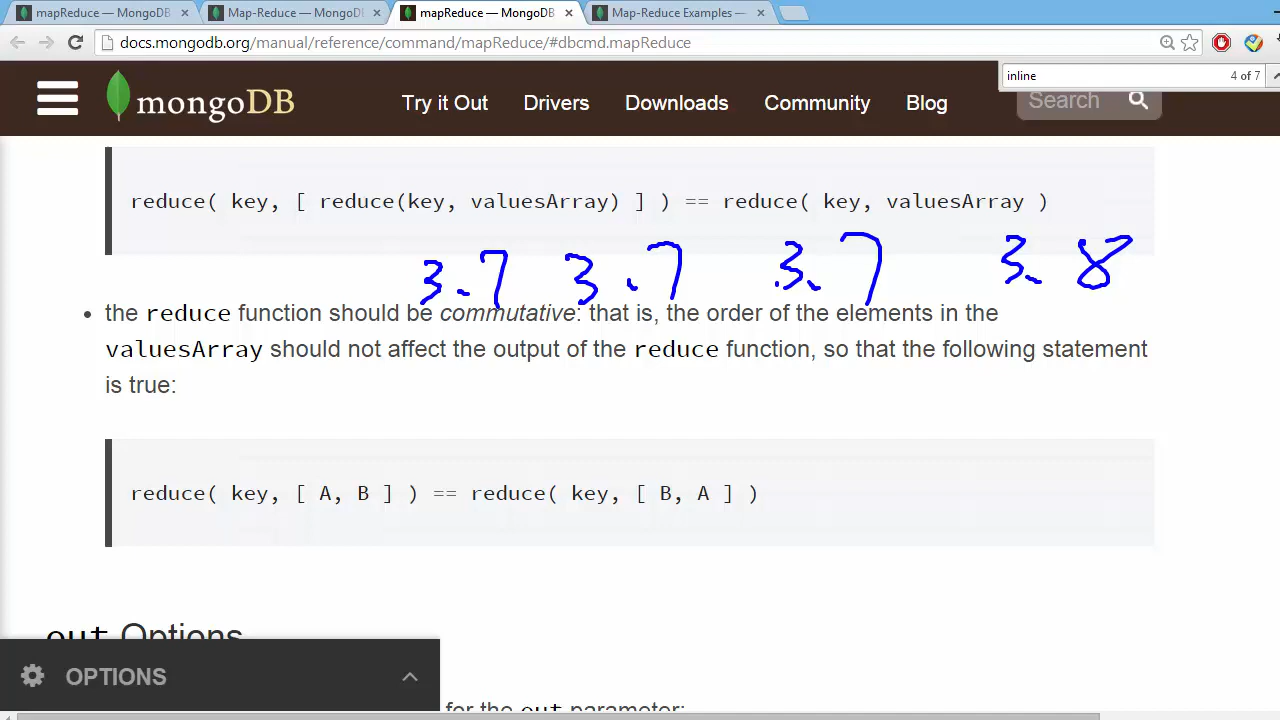 mapReduce — MongoDB Map-Reduce — MongoD mapReduce — MongoDB Map-Reduce Examples —
docs.mongodb.org/manual/reference/command/mapReduce/#dbcmd.mapReduce
inline 4 of 7
mongoDB Try it Out Drivers Downloads Community Blog Search
reduce( key, [ reduce(key, valuesArray) ] ) == reduce( key, valuesArray )
3.7 3.7 3.7 3.8
the reduce function should be commutative: that is, the order of the elements in the
valuesArray should not affect the output of the reduce function, so that the following statement
is true:
reduce( key, [ A, B ] ) == reduce( key, [ B, A ] )
out Options
OPTIONS
for the out parameter: